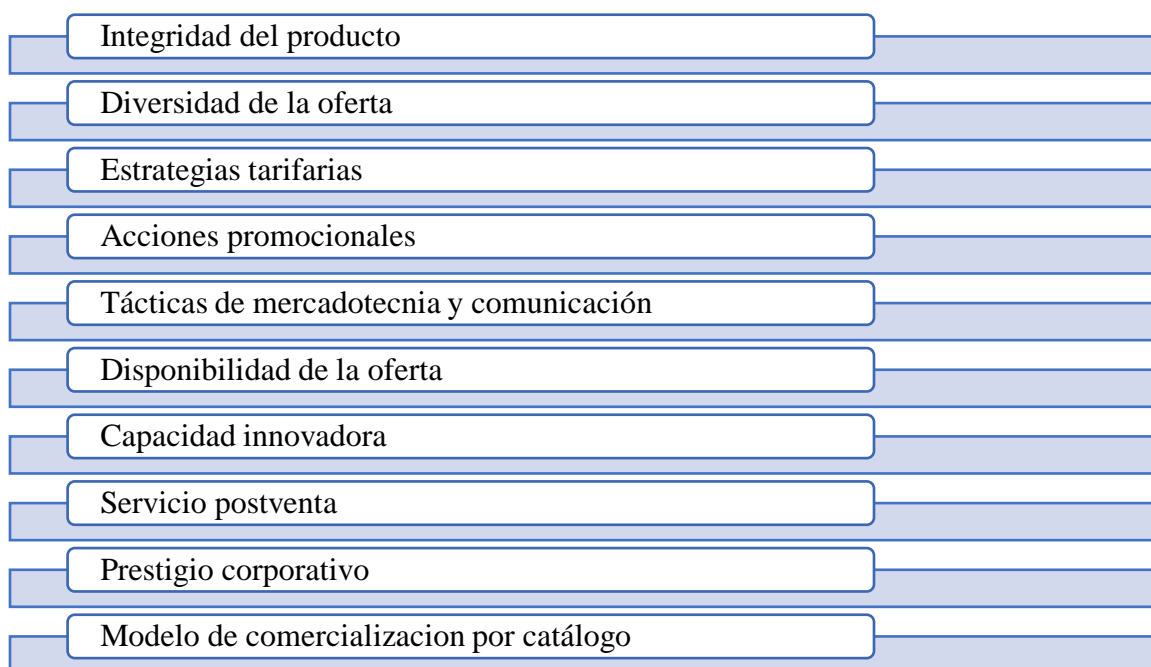 Integridad del producto
Diversidad de la oferta
Estrategias tarifarias
Acciones promocionales
Tácticas de mercadotecnia y comunicación
Disponibilidad de la oferta
Capacidad innovadora
Servicio postventa
Prestigio corporativo
Modelo de comercializacion por catálogo